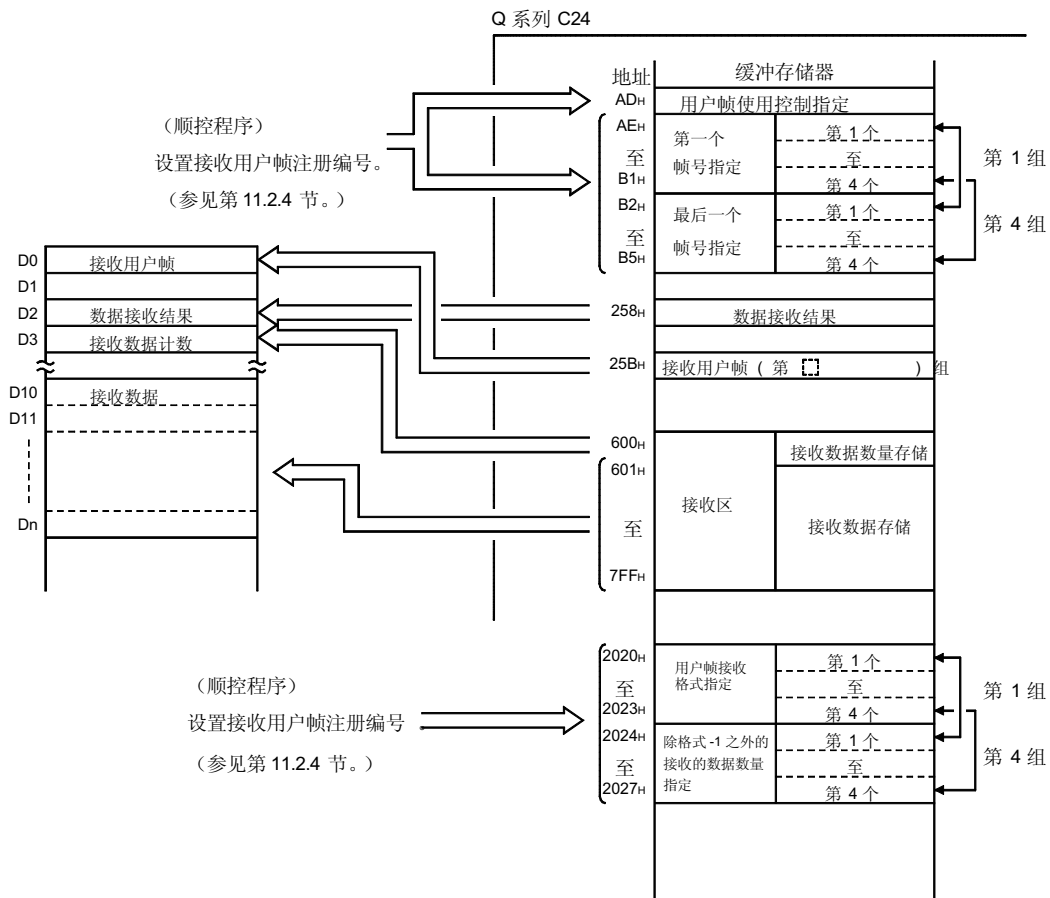 Q 系列 C24
地址
缓冲存储器
ADH
用户帧使用控制指定
（顺控程序）
设置接收用户帧注册编号。
（参见第 11.2.4 节。）
AEH
至
B1H
第一个
帧号指定
第 1 个
至
第 4 个
第 1 组
B2H
至
B5H
最后一个
帧号指定
第 1 个
至
第 4 个
第 4 组
D0
接收用户帧
D1
D2
数据接收结果
D3
接收数据计数
D10
接收数据
D11
Dn
258H
数据接收结果
25BH
接收用户帧 ( 第 ) 组
600H
接收数据数量存储
601H
至
7FFH
接收区
接收数据存储
（顺控程序）
设置接收用户帧注册编号
（参见第 11.2.4 节。）
2020H
至
2023H
用户帧接收
格式指定
第 1 个
至
第 4 个
第 1 组
2024H
至
2027H
除格式 -1 之外的
接收的数据数量
指定
第 1 个
至
第 4 个
第 4 组